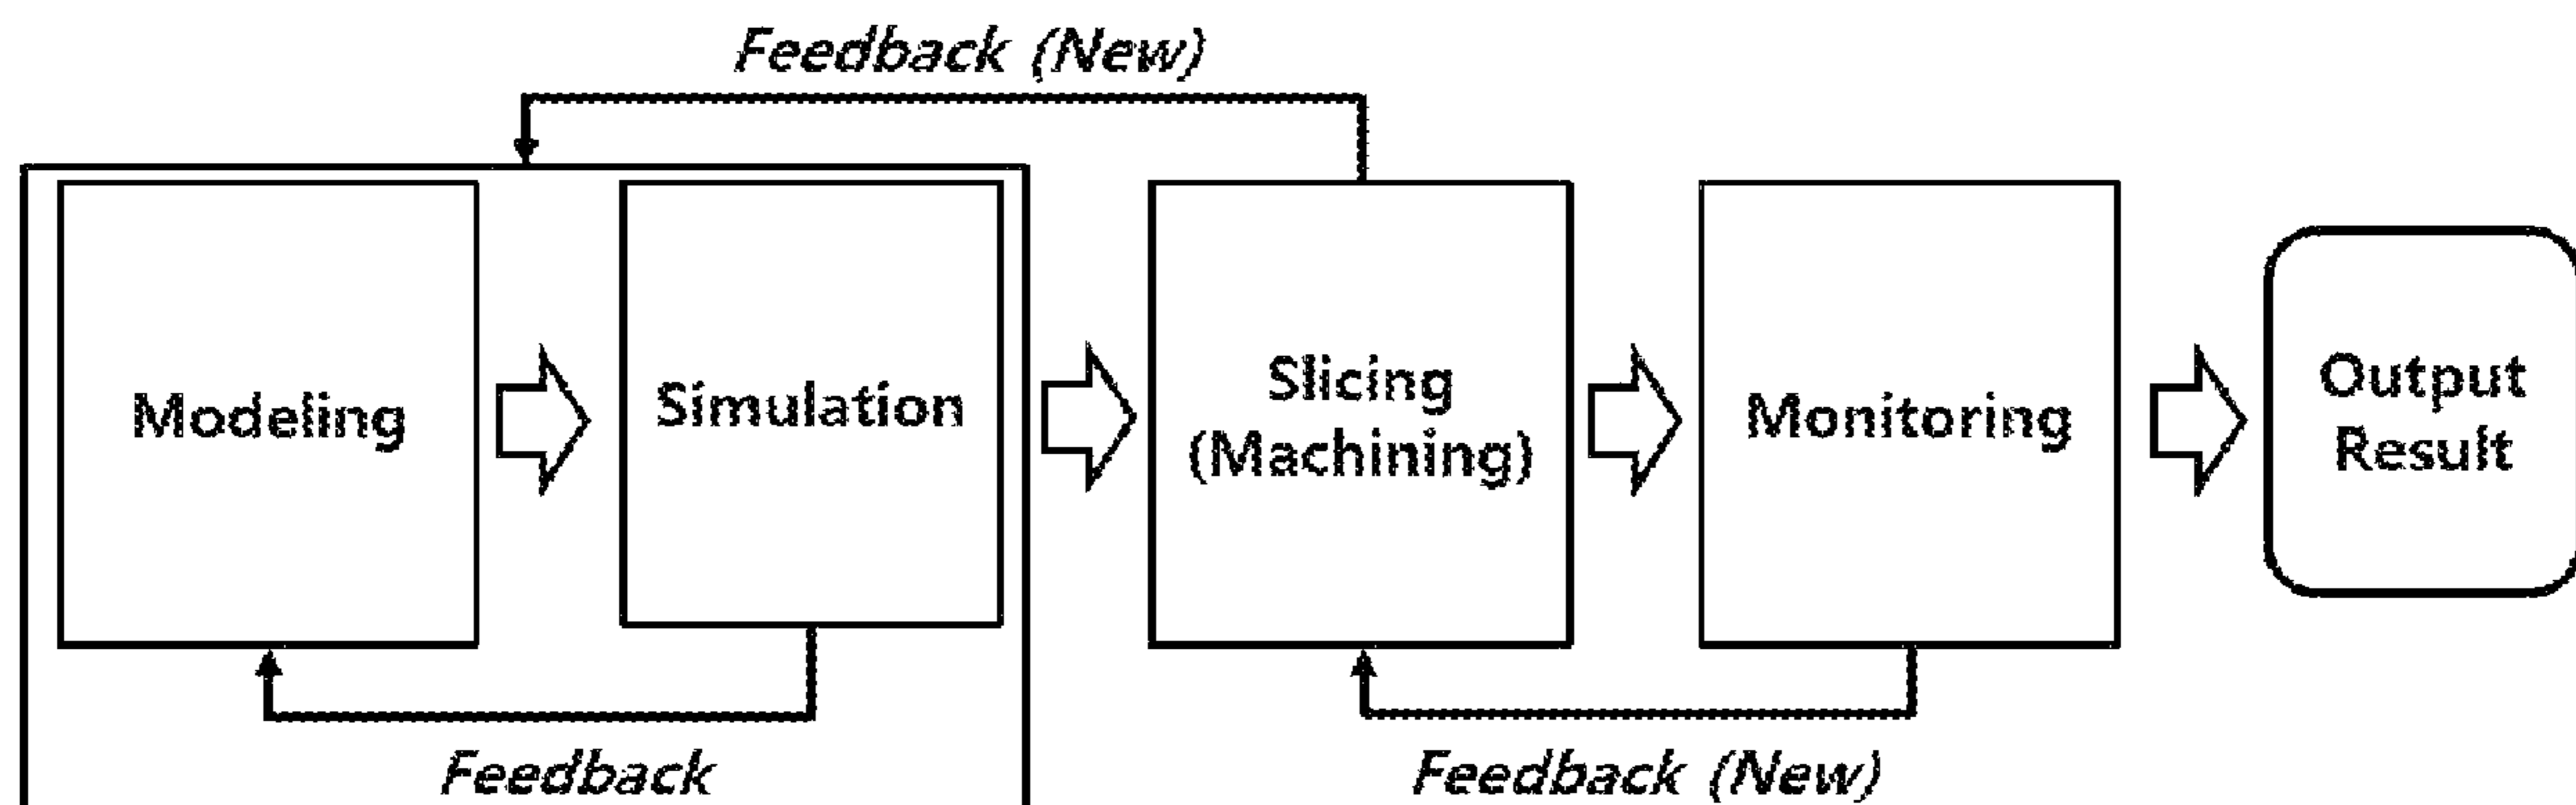 Feedback (New)
Modeling
Simulation
Slicing
(Machining)
Monitoring
Output
Result
Feedback
Feedback (New)